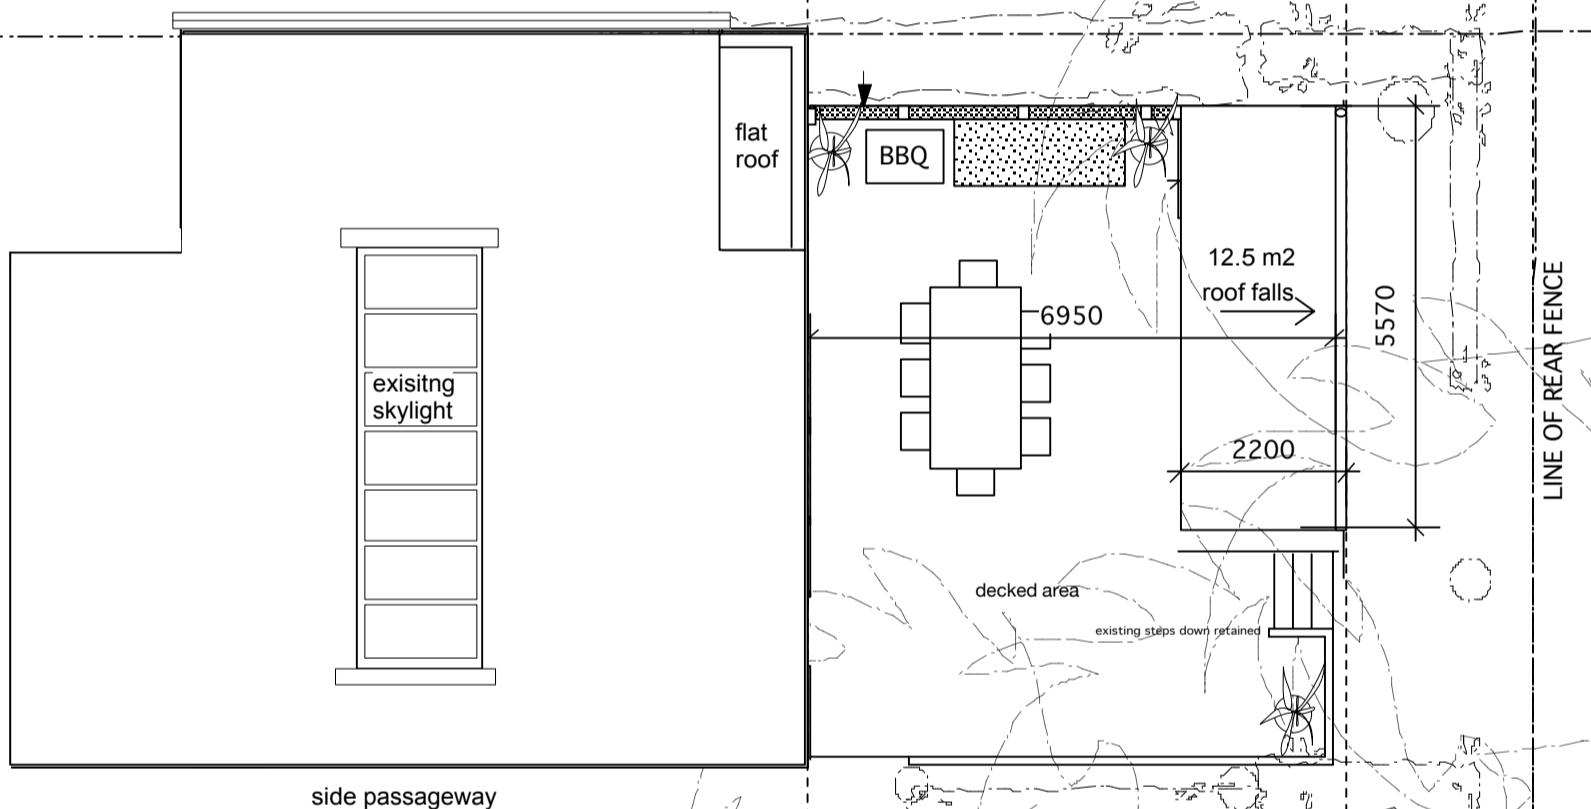 flat
roof
BBQ
12.5 m2
roof falls
6950
5570
LINE OF REAR FENCE
exisitng
skylight
2200
decked area
existing steps down retained
side passageway